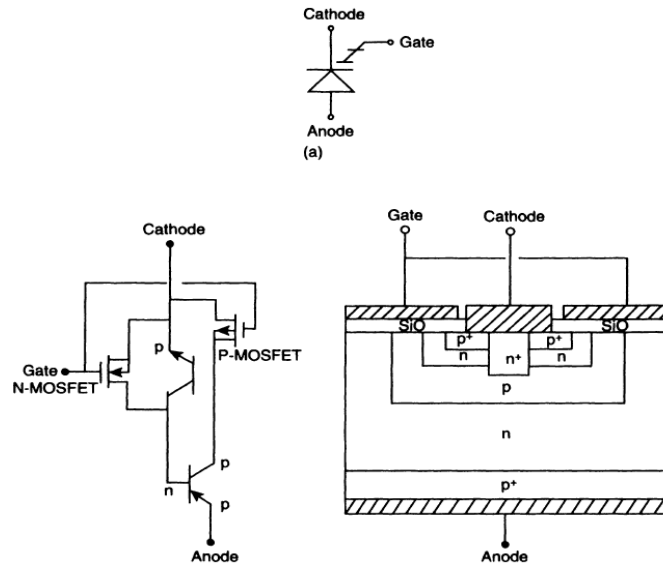 Cathode
Gate
Anode
(a)
Cathode
p
P-MOSFET
Gate
N-MOSFET
n
p
p
Anode
Gate Cathode
SiO SiO
p+ p+
n n+ n
p
n
p+
Anode